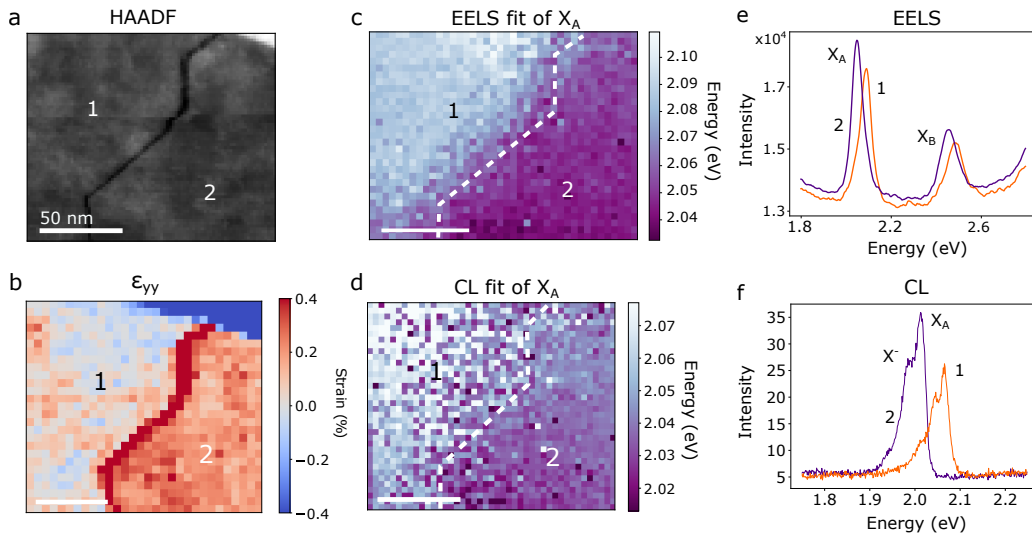 a
HAADF
1
2
50 nm
b
εyy
1
2
0.4
0.2
0.0
−0.2
−0.4
Strain (%)
c
EELS fit of XA
1
2
2.10
2.09
2.08
2.07
2.06
2.05
2.04
Energy (eV)
d
CL fit of XA
1
2
2.07
2.06
2.05
2.04
2.03
2.02
Energy (eV)
e
EELS
x10⁴
1.7
1.5
1.3
Intensity
XA
1
2
XB
1.8
2.2
2.6
Energy (eV)
f
CL
35
30
25
20
15
10
5
Intensity
XA
X⁻
1
2
1.8
1.9
2.0
2.1
2.2
Energy (eV)